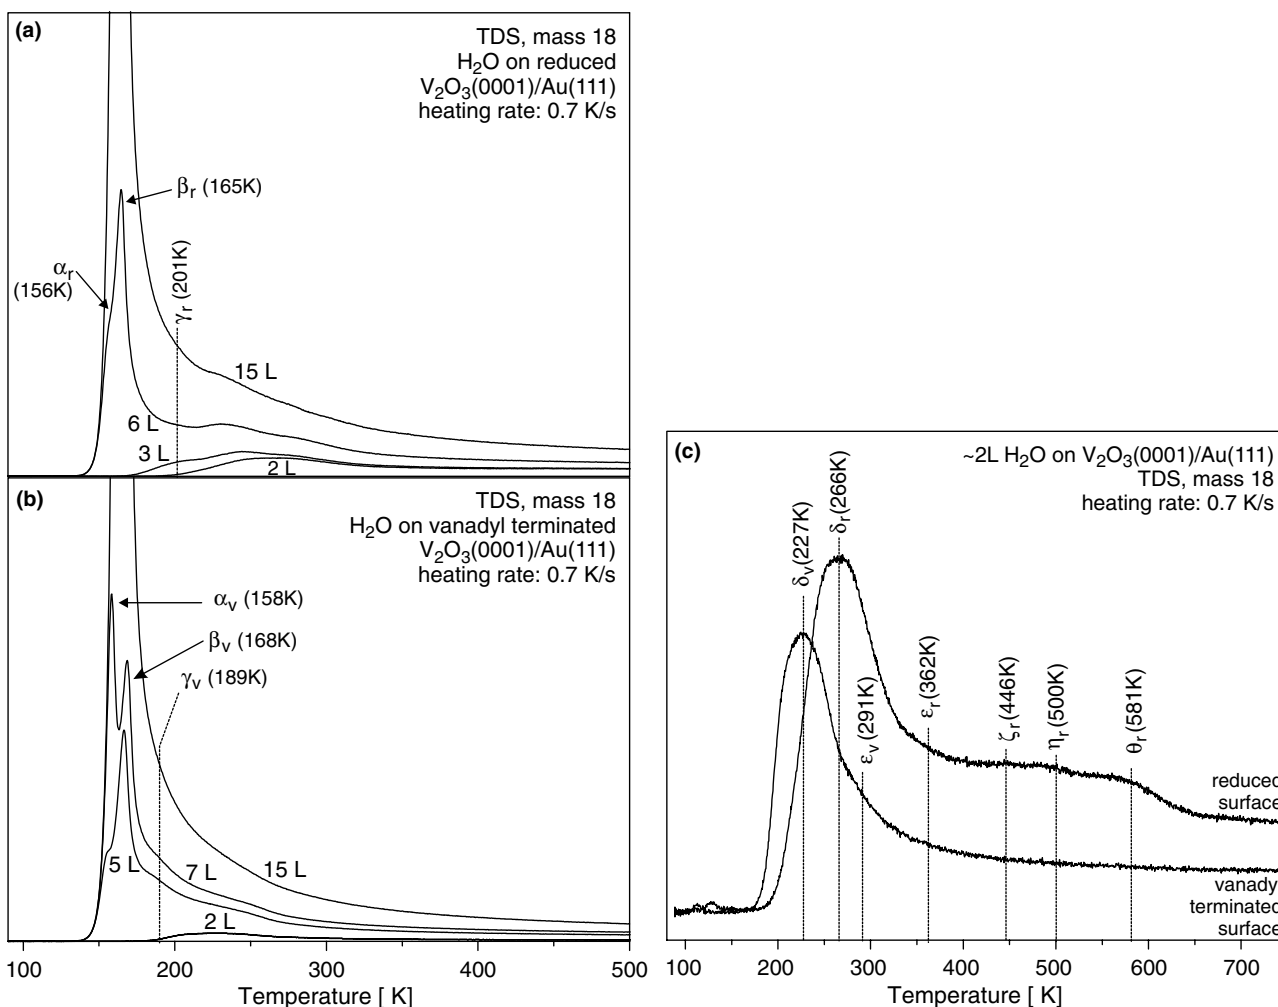 (a)
TDS, mass 18
H₂O on reduced
V₂O₃(0001)/Au(111)
heating rate: 0.7 K/s
βᵣ (165K)
αᵣ
(156K)
γᵣ (201K)
15 L
6 L
3 L
2 L
(b)
TDS, mass 18
H₂O on vanadyl terminated
V₂O₃(0001)/Au(111)
heating rate: 0.7 K/s
αᵥ (158K)
βᵥ (168K)
γᵥ (189K)
15 L
7 L
5 L
2 L
100 200 300 400 500
Temperature [ K]
(c)
~2L H₂O on V₂O₃(0001)/Au(111)
TDS, mass 18
heating rate: 0.7 K/s
δᵥ(227K)
δᵣ(266K)
εᵥ(291K)
εᵣ(362K)
ζᵣ(446K)
ηᵣ(500K)
θᵣ(581K)
reduced
surface
vanady
terminated
surface
100 200 300 400 500 600 700
Temperature [ K]